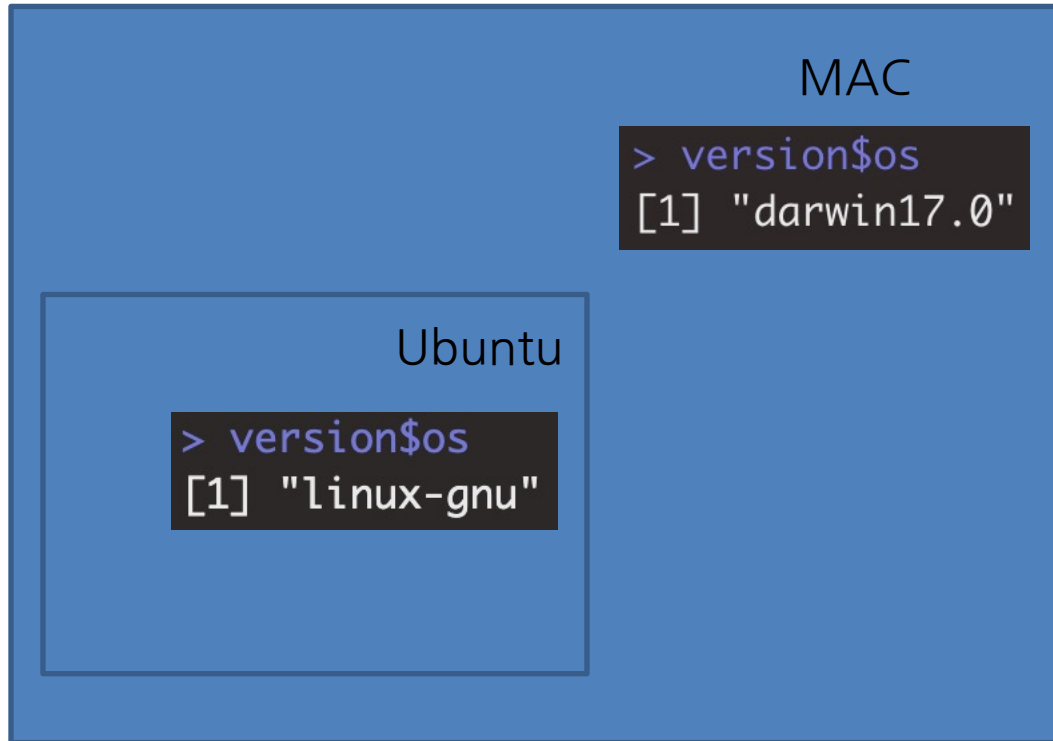 MAC
> version$os
[1] "darwin17.0"
Ubuntu
> version$os
[1] "linux-gnu"